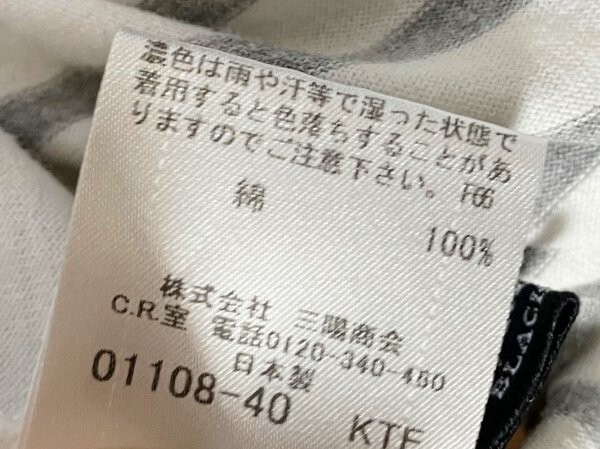 濃色は雨や汗等で湿った状態で
着用すると色落ちすることがあ
りますのでご注意下さい。F66
綿
100%
株式会社 三陽商会
C.R.室 電話0120-340-460
日本製
01108-40 KTF
BLACK